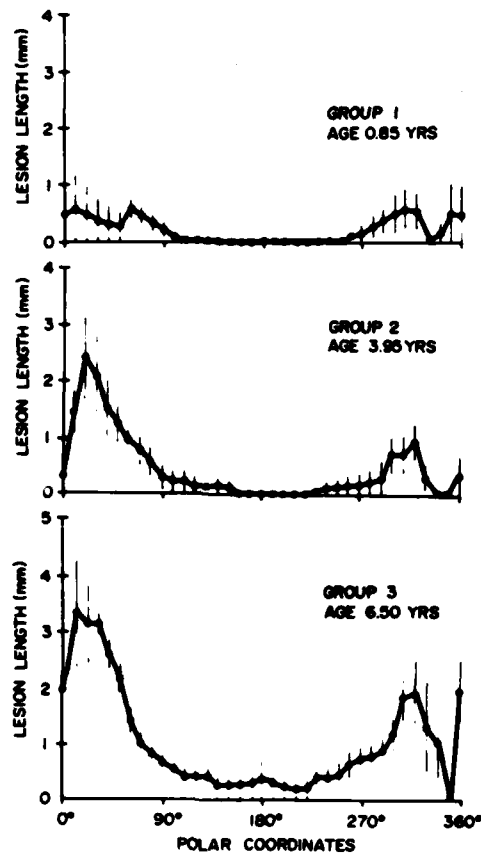 4
3
2
1
0
LESION LENGTH (mm)
GROUP 1
AGE 0.85 YRS
4
3
2
1
0
LESION LENGTH (mm)
GROUP 2
AGE 3.95 YRS
5
4
3
2
1
0
LESION LENGTH (mm)
GROUP 3
AGE 6.50 YRS
0° 90° 180° 270° 360°
POLAR COORDINATES